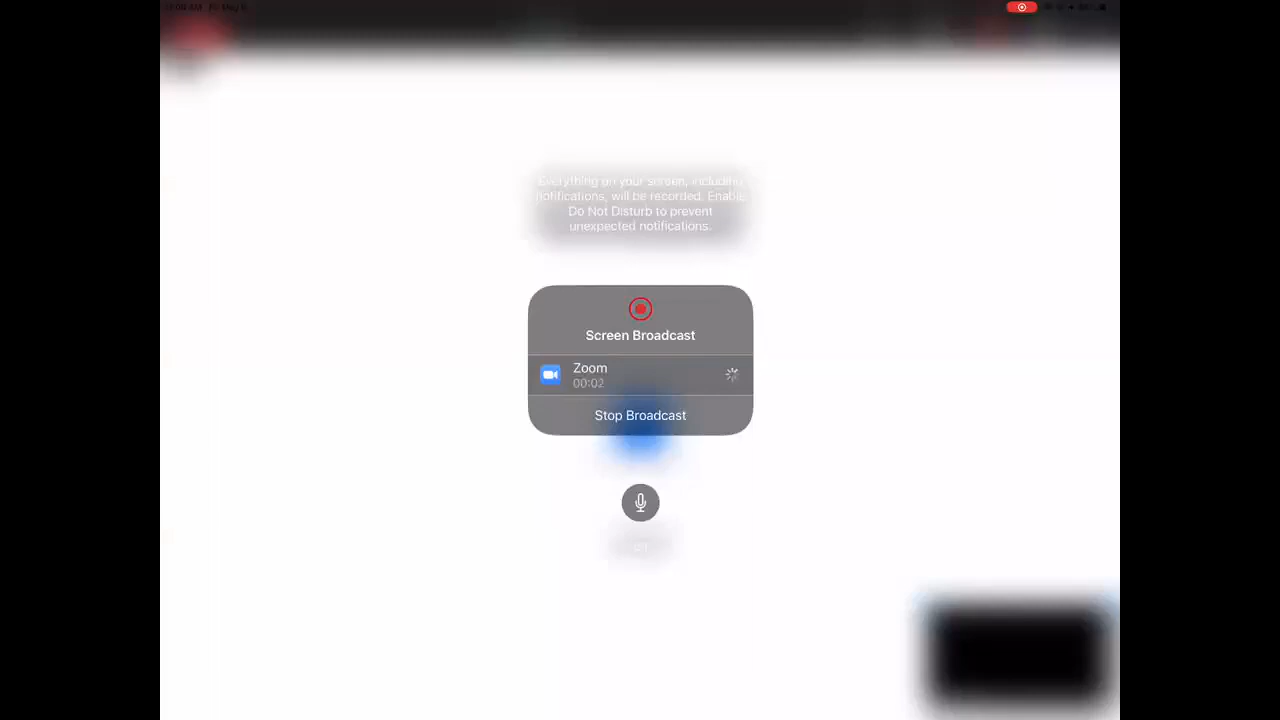 Everything on your screen, including
notifications, will be recorded. Enable
Do Not Disturb to prevent
unexpected notifications.
Screen Broadcast
Zoom
00:02
Stop Broadcast
Off